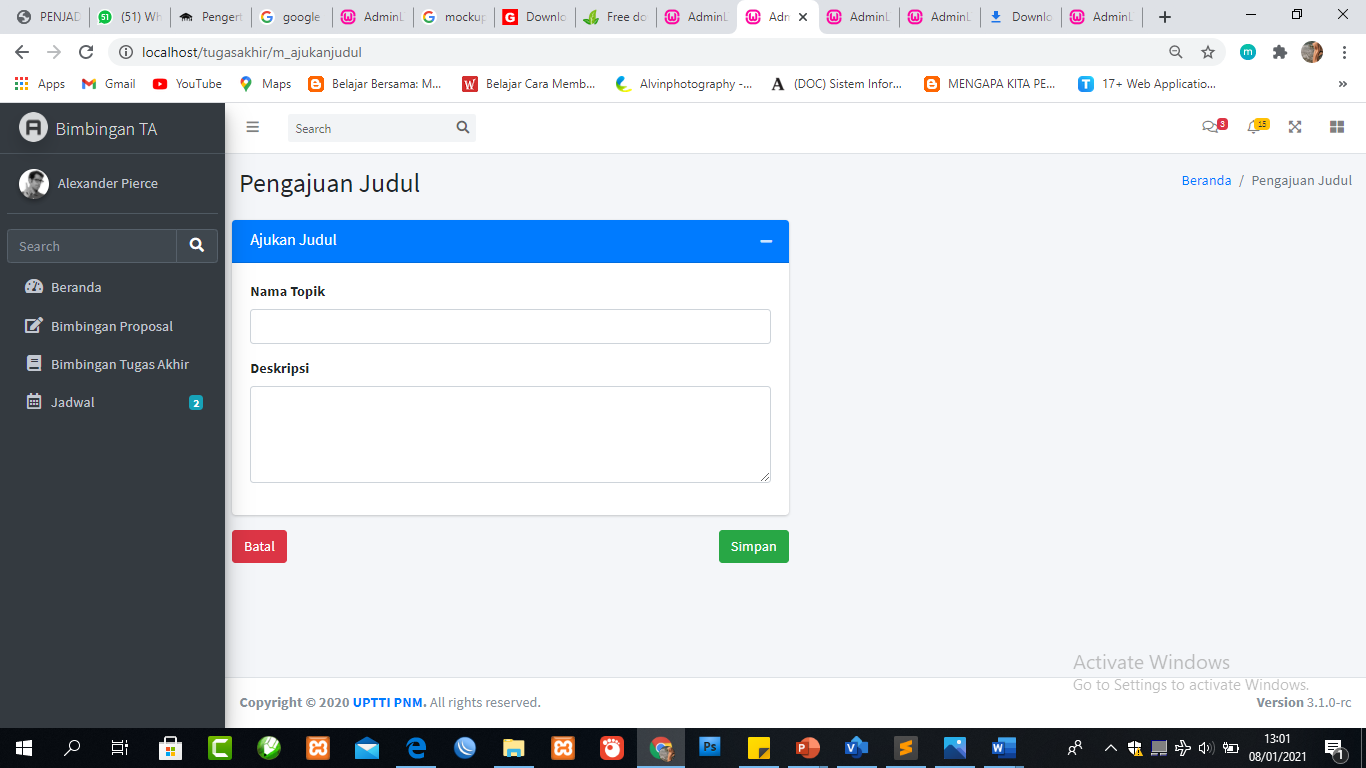 PENJAD
(51) Wh
Pengert
google
AdminL
mockup
Downlo
Free do
AdminL
Adn
AdminL
AdminL
Downlo
AdminL
localhost/tugasakhir/m_ajukanjudul
Apps
Gmail
YouTube
Maps
Belajar Bersama: M...
Belajar Cara Memb...
Alvinphotography -...
(DOC) Sistem Infor...
MENGAPA KITA PE...
17+ Web Applicatio...
Bimbingan TA
Search
3
15
Alexander Pierce
Pengajuan Judul
Beranda / Pengajuan Judul
Search
Beranda
Bimbingan Proposal
Bimbingan Tugas Akhir
Jadwal 2
Ajukan Judul
Nama Topik
Deskripsi
Batal
Simpan
Activate Windows
Go to Settings to activate Windows.
Copyright © 2020 UPTTI PNM. All rights reserved.
Version 3.1.0-rc
13:01
08/01/2021
1